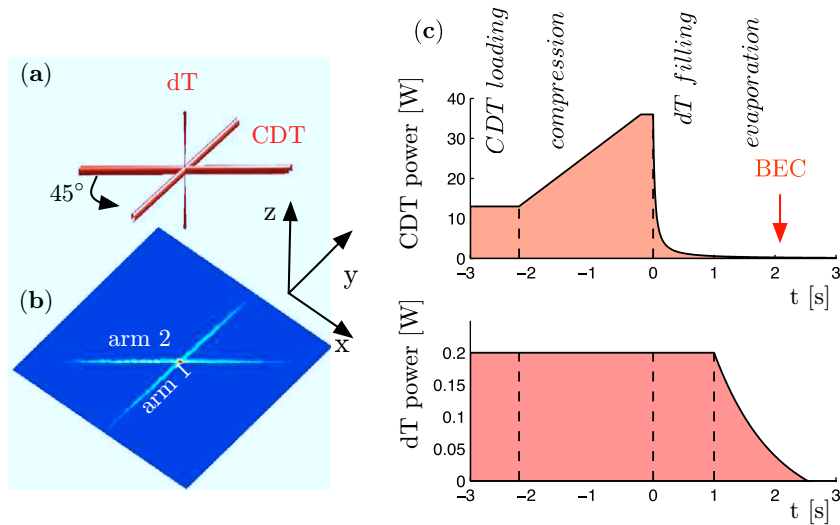 (a)
dT
CDT
45°
z
y
x
(b)
arm 2
arm 1
(c)
CDT loading
compression
dT filling
evaporation
CDT power [W]
40
30
20
10
0
BEC
−3 −2 −1 0 1 2 3
t [s]
dT power [W]
0.2
0.15
0.1
0.05
0
−3 −2 −1 0 1 2 3
t [s]